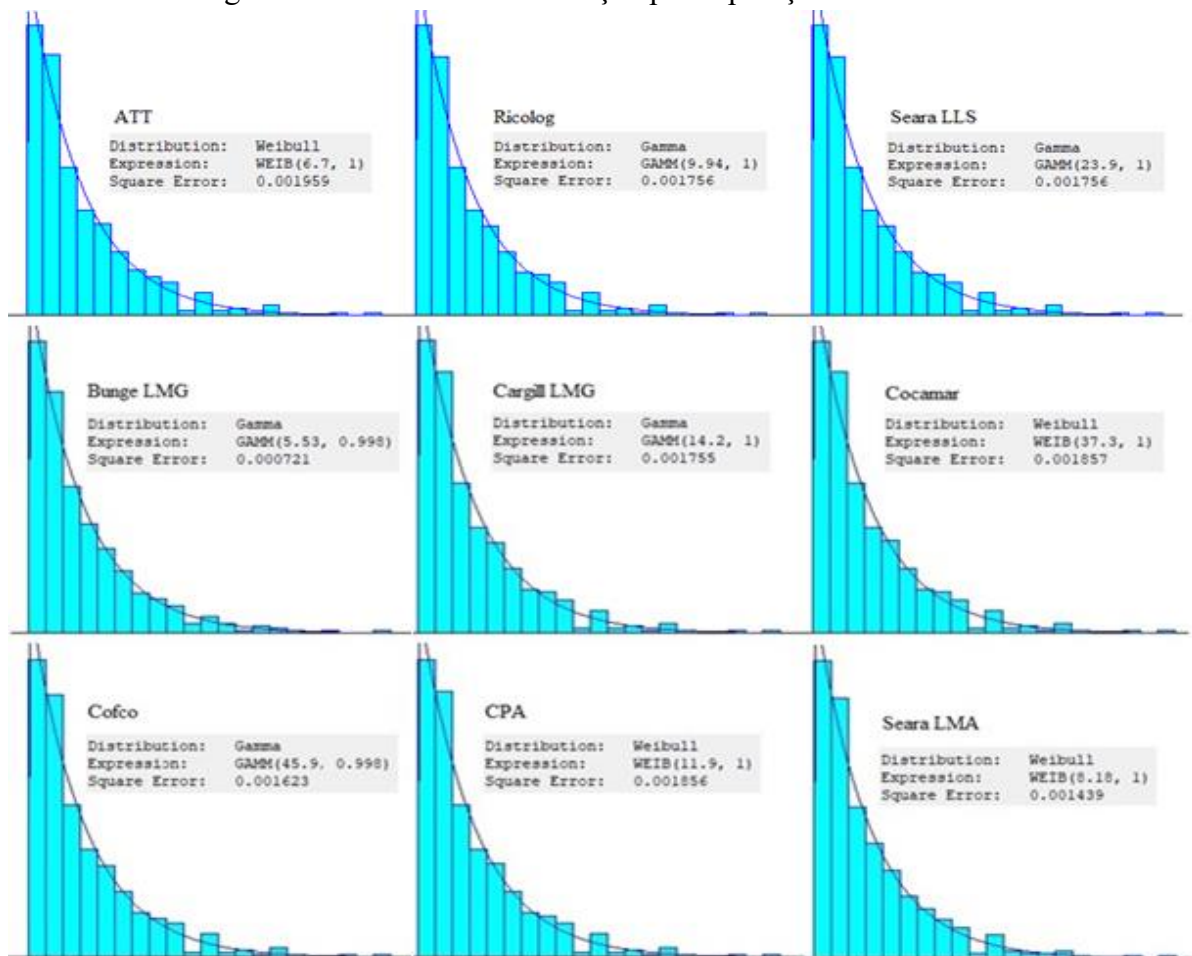 ATT
Distribution: Weibull
Expression: WEIB(6.7, 1)
Square Error: 0.001959
Ricolog
Distribution: Gamma
Expression: GAMM(9.94, 1)
Square Error: 0.001756
Seara LLS
Distribution: Gamma
Expression: GAMM(23.9, 1)
Square Error: 0.001756
Bunge LMG
Distribution: Gamma
Expression: GAMM(5.53, 0.998)
Square Error: 0.000721
Cargill LMG
Distribution: Gamma
Expression: GAMM(14.2, 1)
Square Error: 0.001755
Cocamar
Distribution: Weibull
Expression: WEIB(37.3, 1)
Square Error: 0.001857
Cofco
Distribution: Gamma
Expression: GAMM(45.9, 0.998)
Square Error: 0.001623
CPA
Distribution: Weibull
Expression: WEIB(11.9, 1)
Square Error: 0.001856
Seara LMA
Distribution: Weibull
Expression: WEIB(8.18, 1)
Square Error: 0.001439